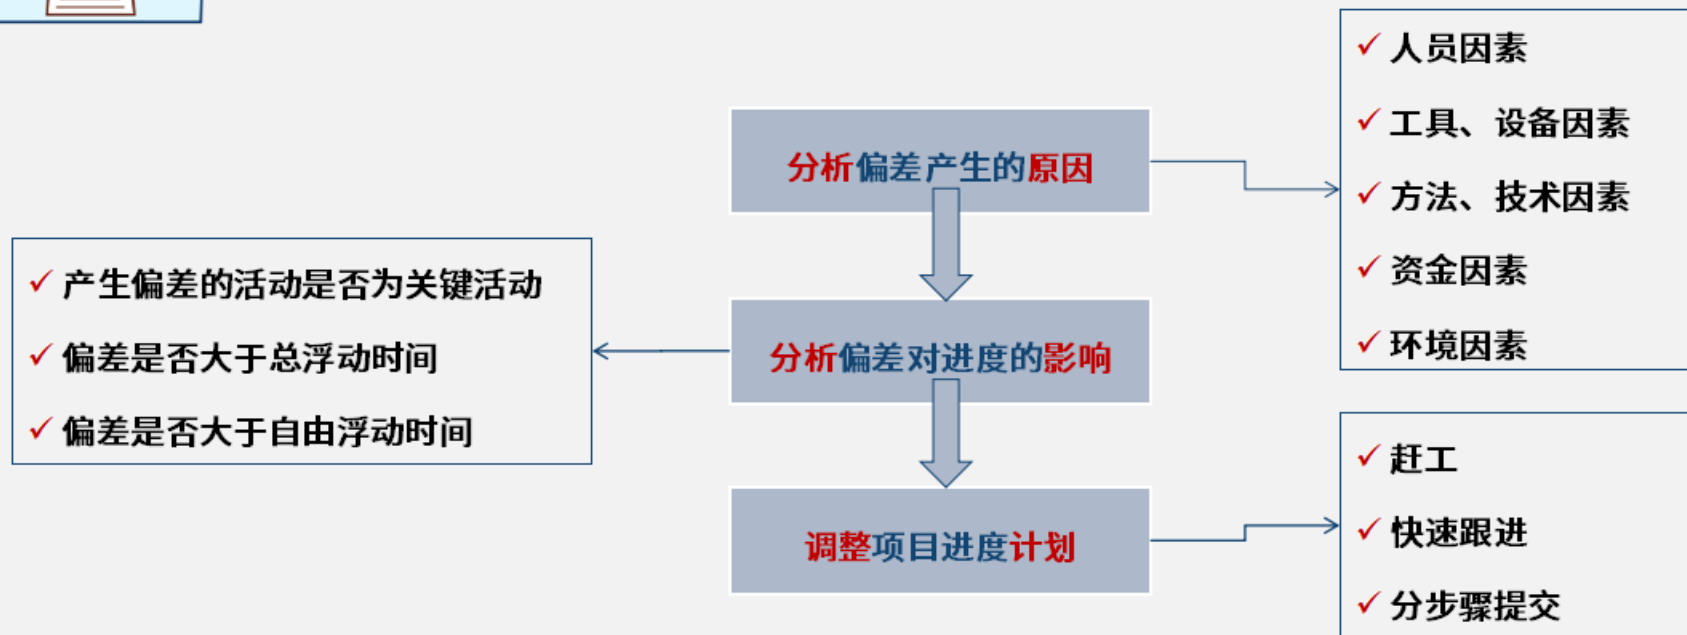 人员因素
工具、设备因素
方法、技术因素
资金因素
环境因素
分析偏差产生的原因
产生偏差的活动是否为关键活动
偏差是否大于总浮动时间
偏差是否大于自由浮动时间
分析偏差对进度的影响
调整项目进度计划
赶工
快速跟进
分步骤提交